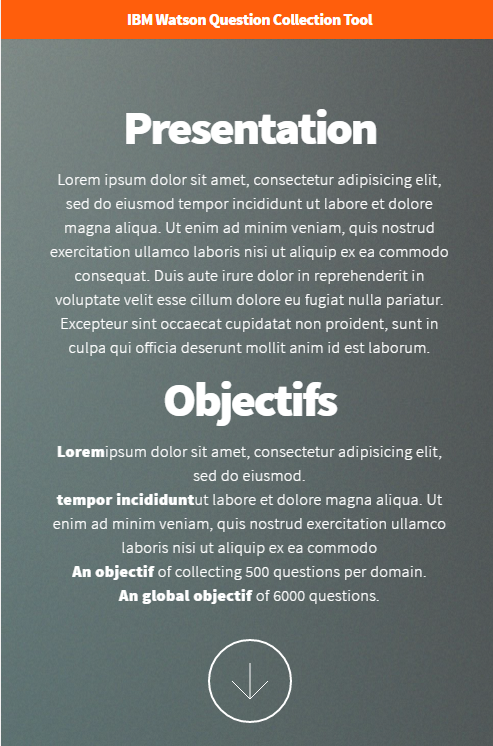 IBM Watson Question Collection Tool
Presentation
Lorem ipsum dolor sit amet, consectetur adipisicing elit,
sed do eiusmod tempor incididunt ut labore et dolore
magna aliqua. Ut enim ad minim veniam, quis nostrud
exercitation ullamco laboris nisi ut aliquip ex ea commodo
consequat. Duis aute irure dolor in reprehenderit in
voluptate velit esse cillum dolore eu fugiat nulla pariatur.
Excepteur sint occaecat cupidatat non proident, sunt in
culpa qui officia deserunt mollit anim id est laborum.
Objectifs
Loremipsum dolor sit amet, consectetur adipisicing elit,
sed do eiusmod.
tempor incididuntut labore et dolore magna aliqua. Ut
enim ad minim veniam, quis nostrud exercitation ullamco
laboris nisi ut aliquip ex ea commodo
An objectif of collecting 500 questions per domain.
An global objectif of 6000 questions.